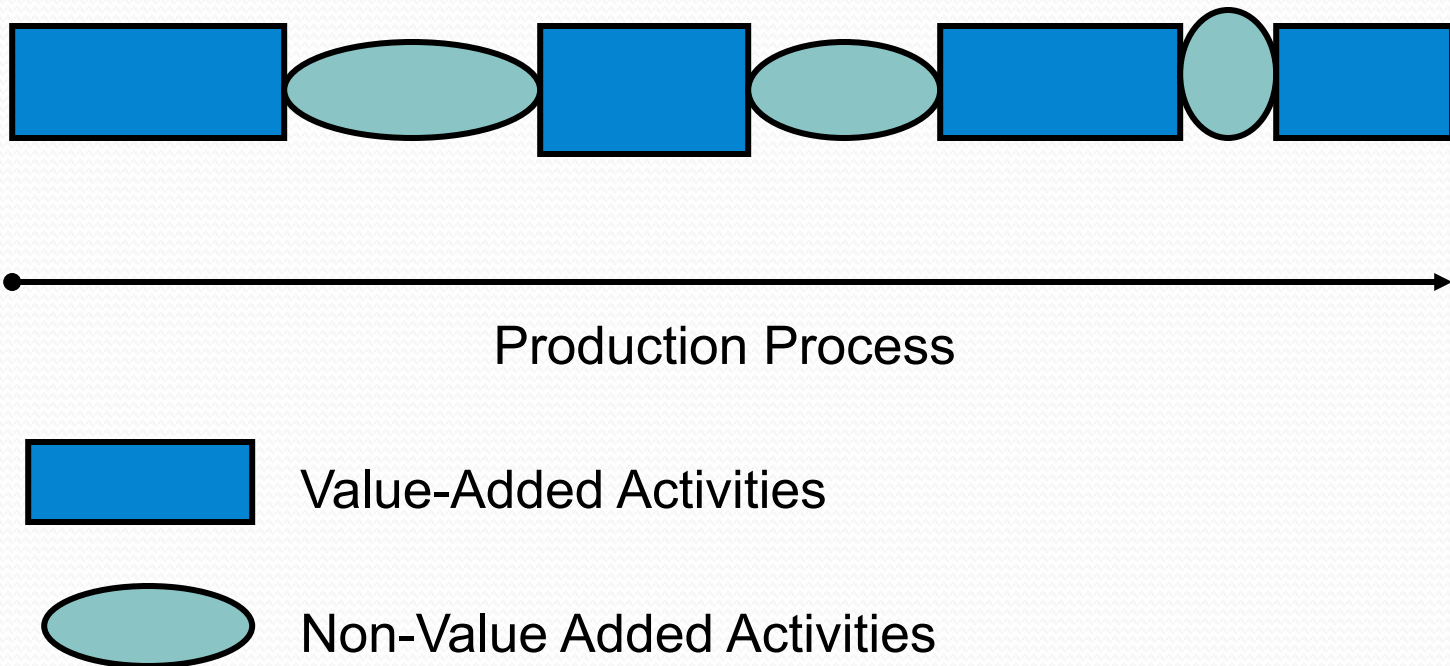 Production Process
Value-Added Activities
Non-Value Added Activities